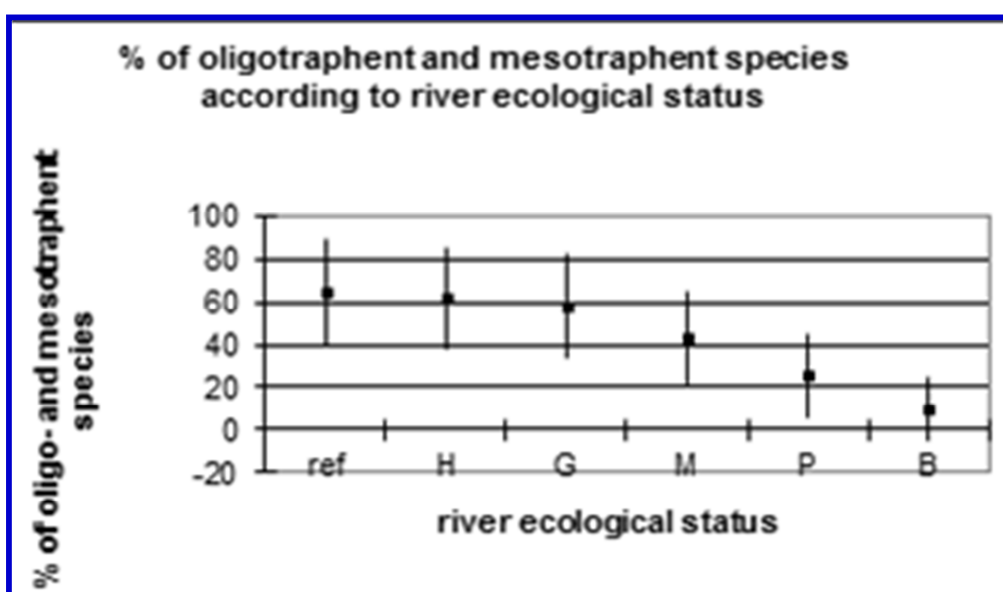 % of oligotraphent and mesotraphent species
according to river ecological status
% of oligo- and mesotraphent
species
100
80
60
40
20
0
-20
ref H G M P B
river ecological status